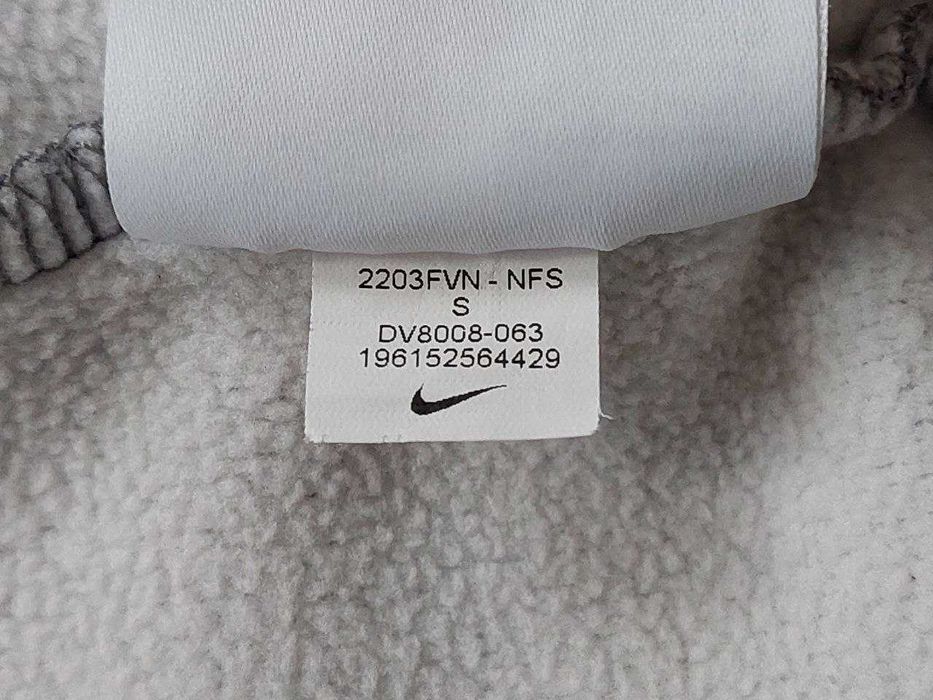 2203FVN - NFS
S
DV8008-063
196152564429